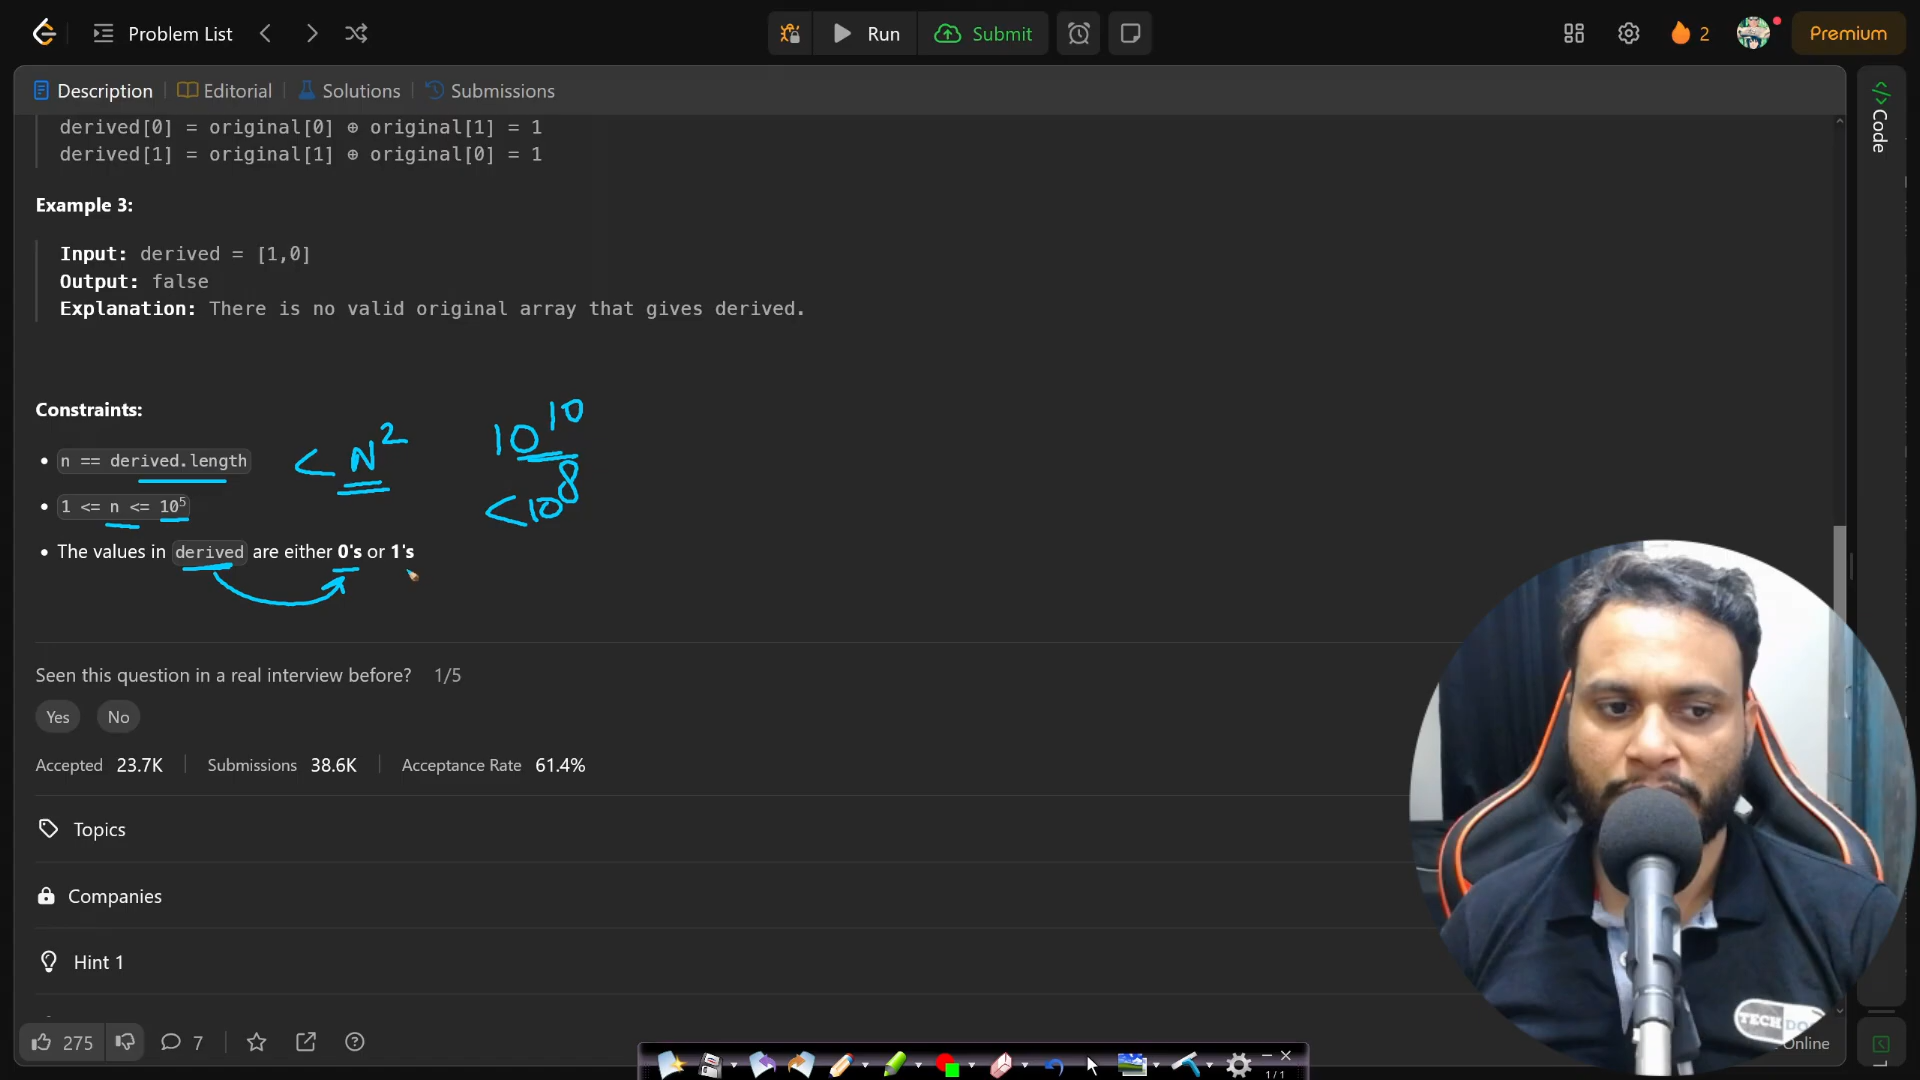 Problem List
Run
Submit
2
Premium
Description
Editorial
Solutions
Submissions
Code
derived[0] = original[0] ⊕ original[1] = 1
derived[1] = original[1] ⊕ original[0] = 1
Example 3:
Input: derived = [1,0]
Output: false
Explanation: There is no valid original array that gives derived.
Constraints:
n == derived.length
< N²
10¹⁰
1 <= n <= 10⁵
<10⁸
The values in derived are either 0's or 1's
Seen this question in a real interview before? 1/5
Yes
No
Accepted 23.7K
Submissions 38.6K
Acceptance Rate 61.4%
Topics
Companies
Hint 1
TECH DO
275
7
Online
1/1